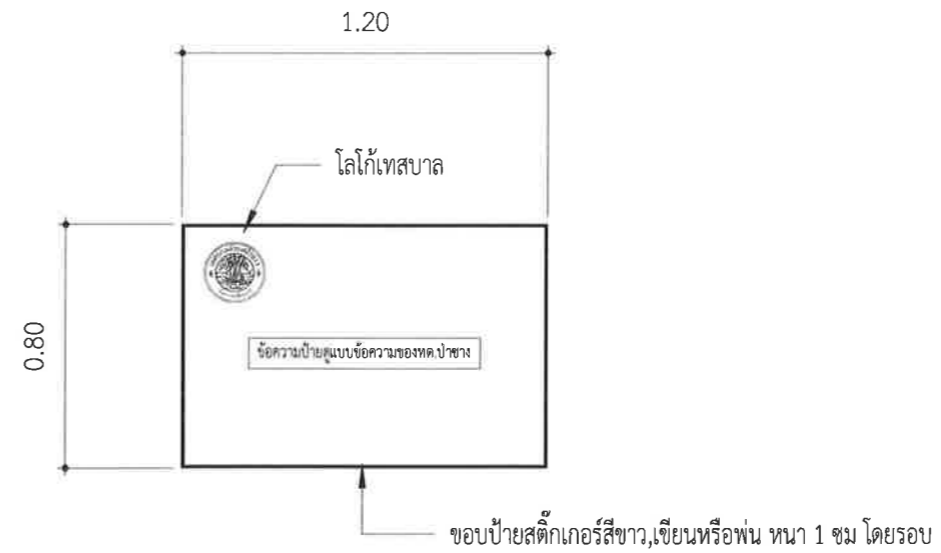 1.20
โลโก้เทสบาล
0.80
ข้อความป้ายดูแบบข้อความของทต.ป่าซาง
ขอบป้ายสติ๊กเกอร์สีขาว,เขียนหรือพ่น หนา 1 ซม โดยรอบ